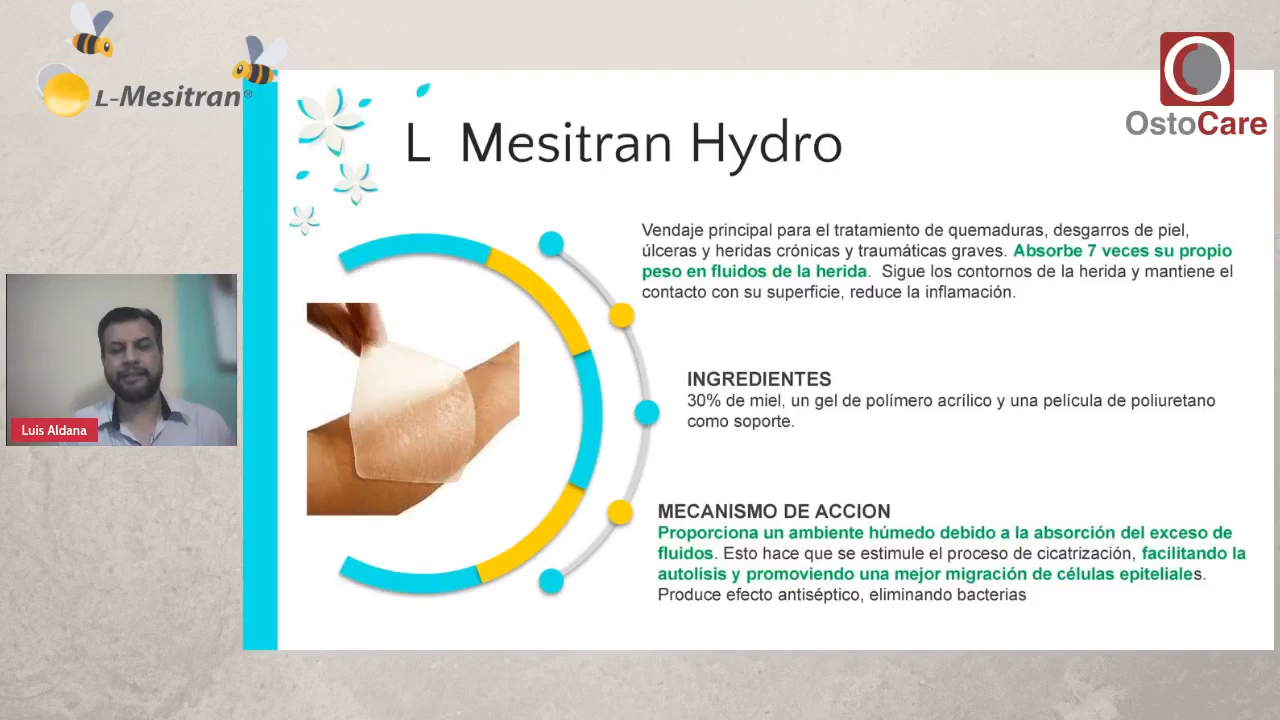 L-Mesitran®
OstoCare
L Mesitran Hydro
Vendaje principal para el tratamiento de quemaduras, desgarros de piel,
úlceras y heridas crónicas y traumáticas graves. Absorbe 7 veces su propio
peso en fluidos de la herida. Sigue los contornos de la herida y mantiene el
contacto con su superficie, reduce la inflamación.
INGREDIENTES
30% de miel, un gel de polímero acrílico y una película de poliuretano
como soporte.
Luis Aldana
MECANISMO DE ACCION
Proporciona un ambiente húmedo debido a la absorción del exceso de
fluidos. Esto hace que se estimule el proceso de cicatrización, facilitando la
autolisis y promoviendo una mejor migración de células epiteliales.
Produce efecto antiséptico, eliminando bacterias